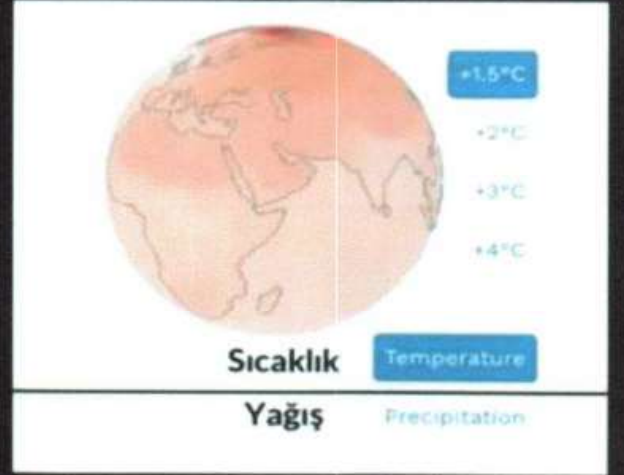 +1.5°C
+2°C
+3°C
+4°C
Sıcaklık Temperature
Yağış Precipitation